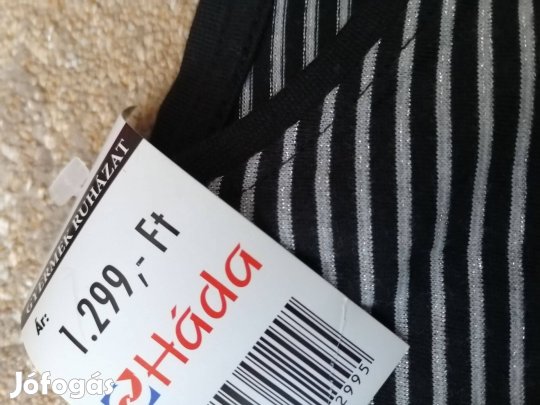 GYERMEK RUHÁZAT
Ár:
1.299,- Ft
Háda
2995
Jófogás